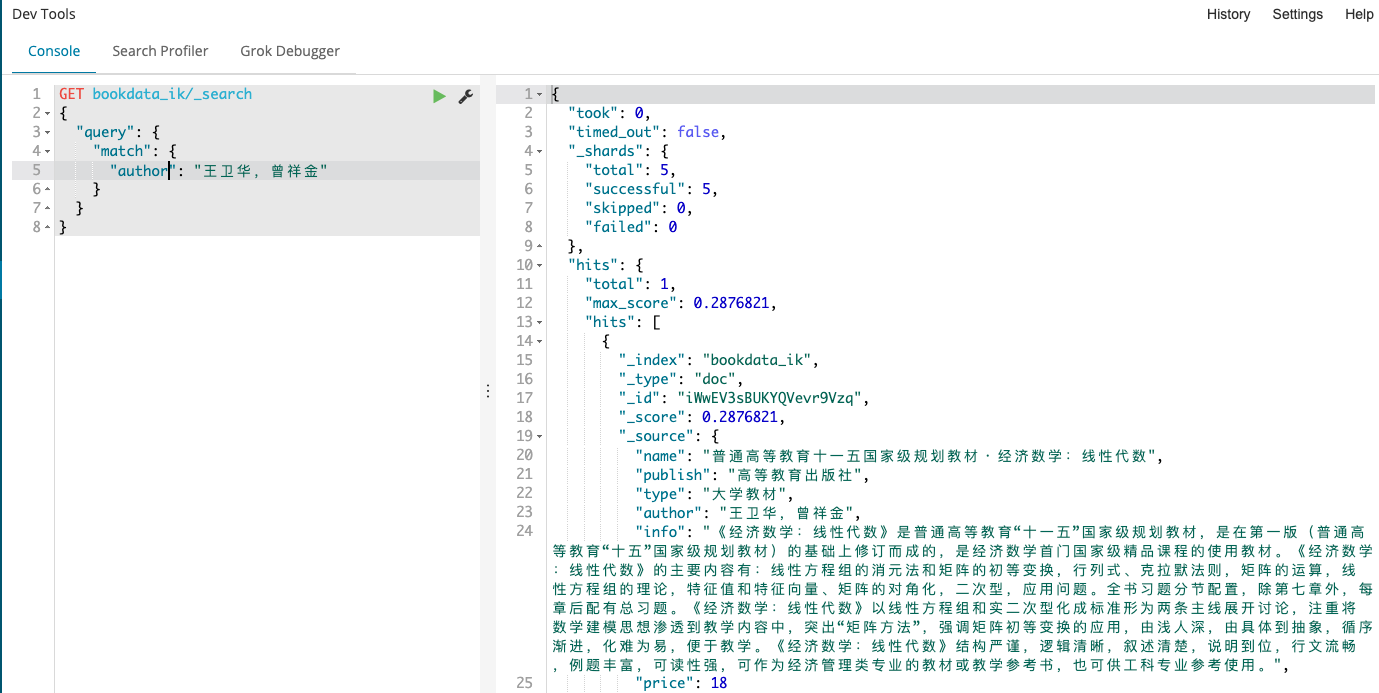 Dev Tools
History Settings Help
Console Search Profiler Grok Debugger
1 GET bookdata_ik/_search
2 {
3 "query": {
4 "match": {
5 "author": "王卫华，曾祥金"
6 }
7 }
8 }
1 {
2 "took": 0,
3 "timed_out": false,
4 "_shards": {
5 "total": 5,
6 "successful": 5,
7 "skipped": 0,
8 "failed": 0
9 },
10 "hits": {
11 "total": 1,
12 "max_score": 0.2876821,
13 "hits": [
14 {
15 "_index": "bookdata_ik",
16 "_type": "doc",
17 "_id": "iWwEV3sBUKYQVevr9Vzq",
18 "_score": 0.2876821,
19 "_source": {
20 "name": "普通高等教育十一五国家级规划教材·经济数学：线性代数",
21 "publish": "高等教育出版社",
22 "type": "大学教材",
23 "author": "王卫华，曾祥金",
24 "info": "《经济数学：线性代数》是普通高等教育“十一五”国家级规划教材，是在第一版（普通高
等教育“十五”国家级规划教材）的基础上修订而成的，是经济数学首门国家级精品课程的使用教材。《经济数学
：线性代数》的主要内容有：线性方程组的消元法和矩阵的初等变换，行列式、克拉默法则，矩阵的运算，线
性方程组的理论，特征值和特征向量、矩阵的对角化，二次型，应用问题。全书习题分节配置，除第七章外，每
章后配有总习题。《经济数学：线性代数》以线性方程组和实二次型化成标准形为两条主线展开讨论，注重将
数学建模思想渗透到教学内容中，突出“矩阵方法”，强调矩阵初等变换的应用，由浅人深，由具体到抽象，循序
渐进，化难为易，便于教学。《经济数学：线性代数》结构严谨，逻辑清晰，叙述清楚，说明到位，行文流畅
，例题丰富，可读性强，可作为经济管理类专业的教材或教学参考书，也可供工科专业参考使用。",
25 "price": 18